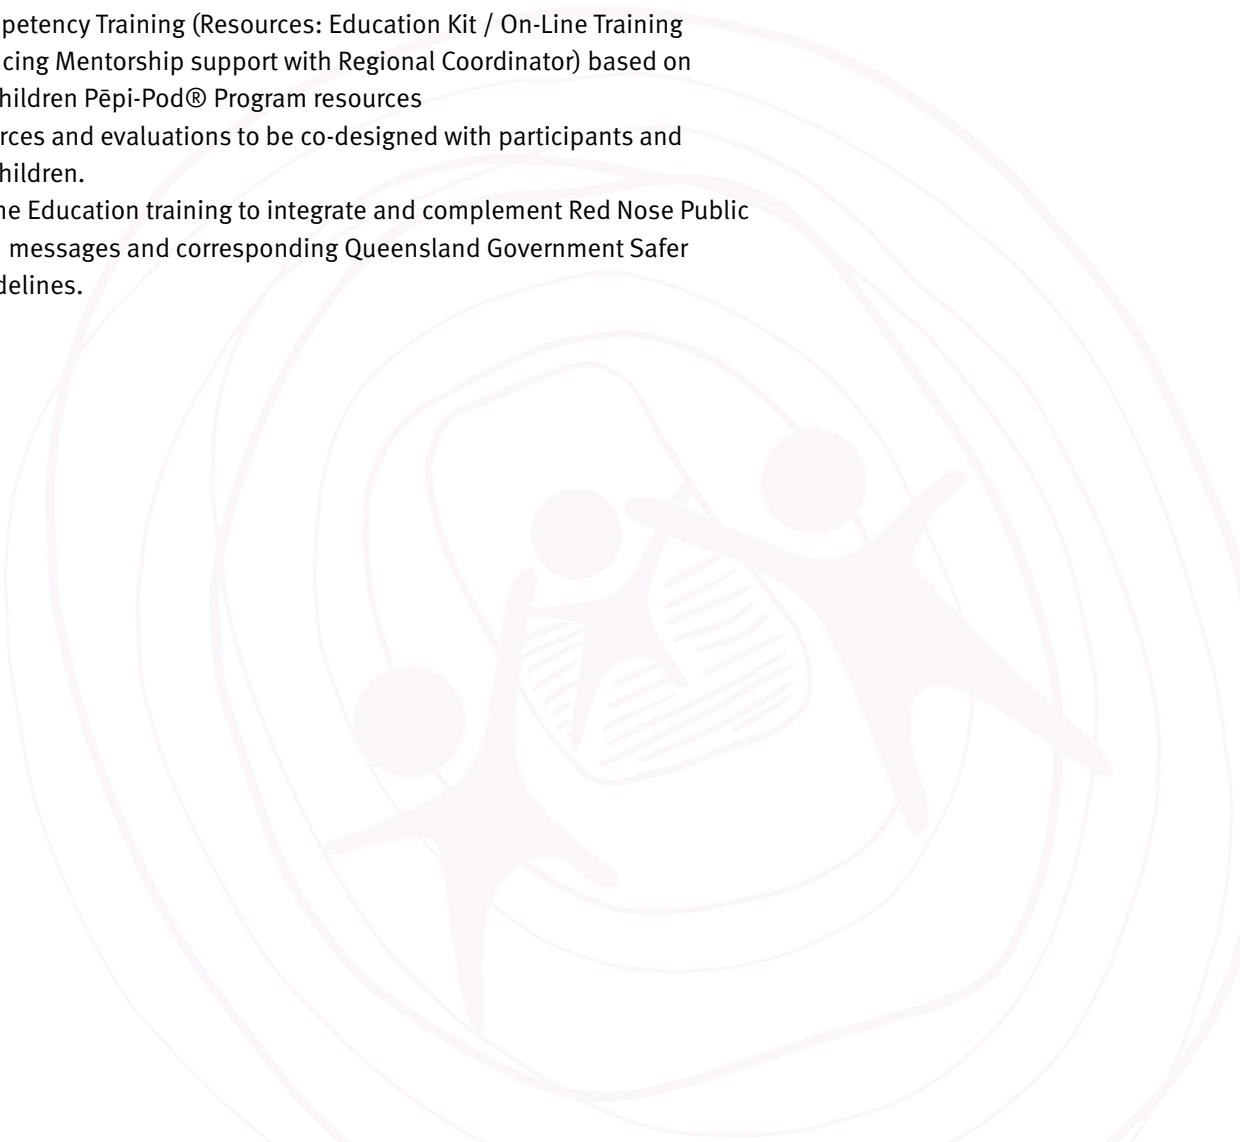 petency Training (Resources: Education Kit / On-Line Training
cing Mentorship support with Regional Coordinator) based on
hildren Pēpi-Pod® Program resources
rces and evaluations to be co-designed with participants and
hildren.
ne Education training to integrate and complement Red Nose Public
messages and corresponding Queensland Government Safer
delines.